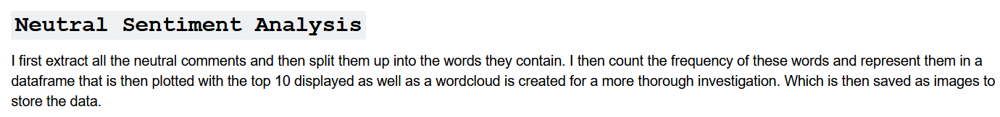 Neutral Sentiment Analysis
I first extract all the neutral comments and then split them up into the words they contain. I then count the frequency of these words and represent them in a
dataframe that is then plotted with the top 10 displayed as well as a wordcloud is created for a more thorough investigation. Which is then saved as images to
store the data.